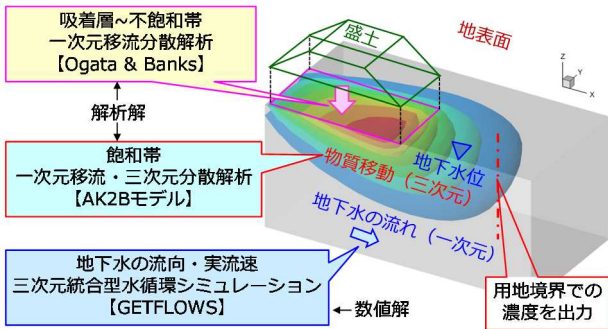 吸着層~不飽和帯
一次元移流分散解析
【Ogata & Banks】
解析解
飽和帯
一次元移流・三次元分散解析
【AK2Bモデル】
地下水の流向・実流速
三次元統合型水循環シミュレーション
【GETFLOWS】
←数値解
盛土
地表面
Z
Y
X
地下水位
物質移動（三次元）
地下水の流れ（一次元）
用地境界での
濃度を出力